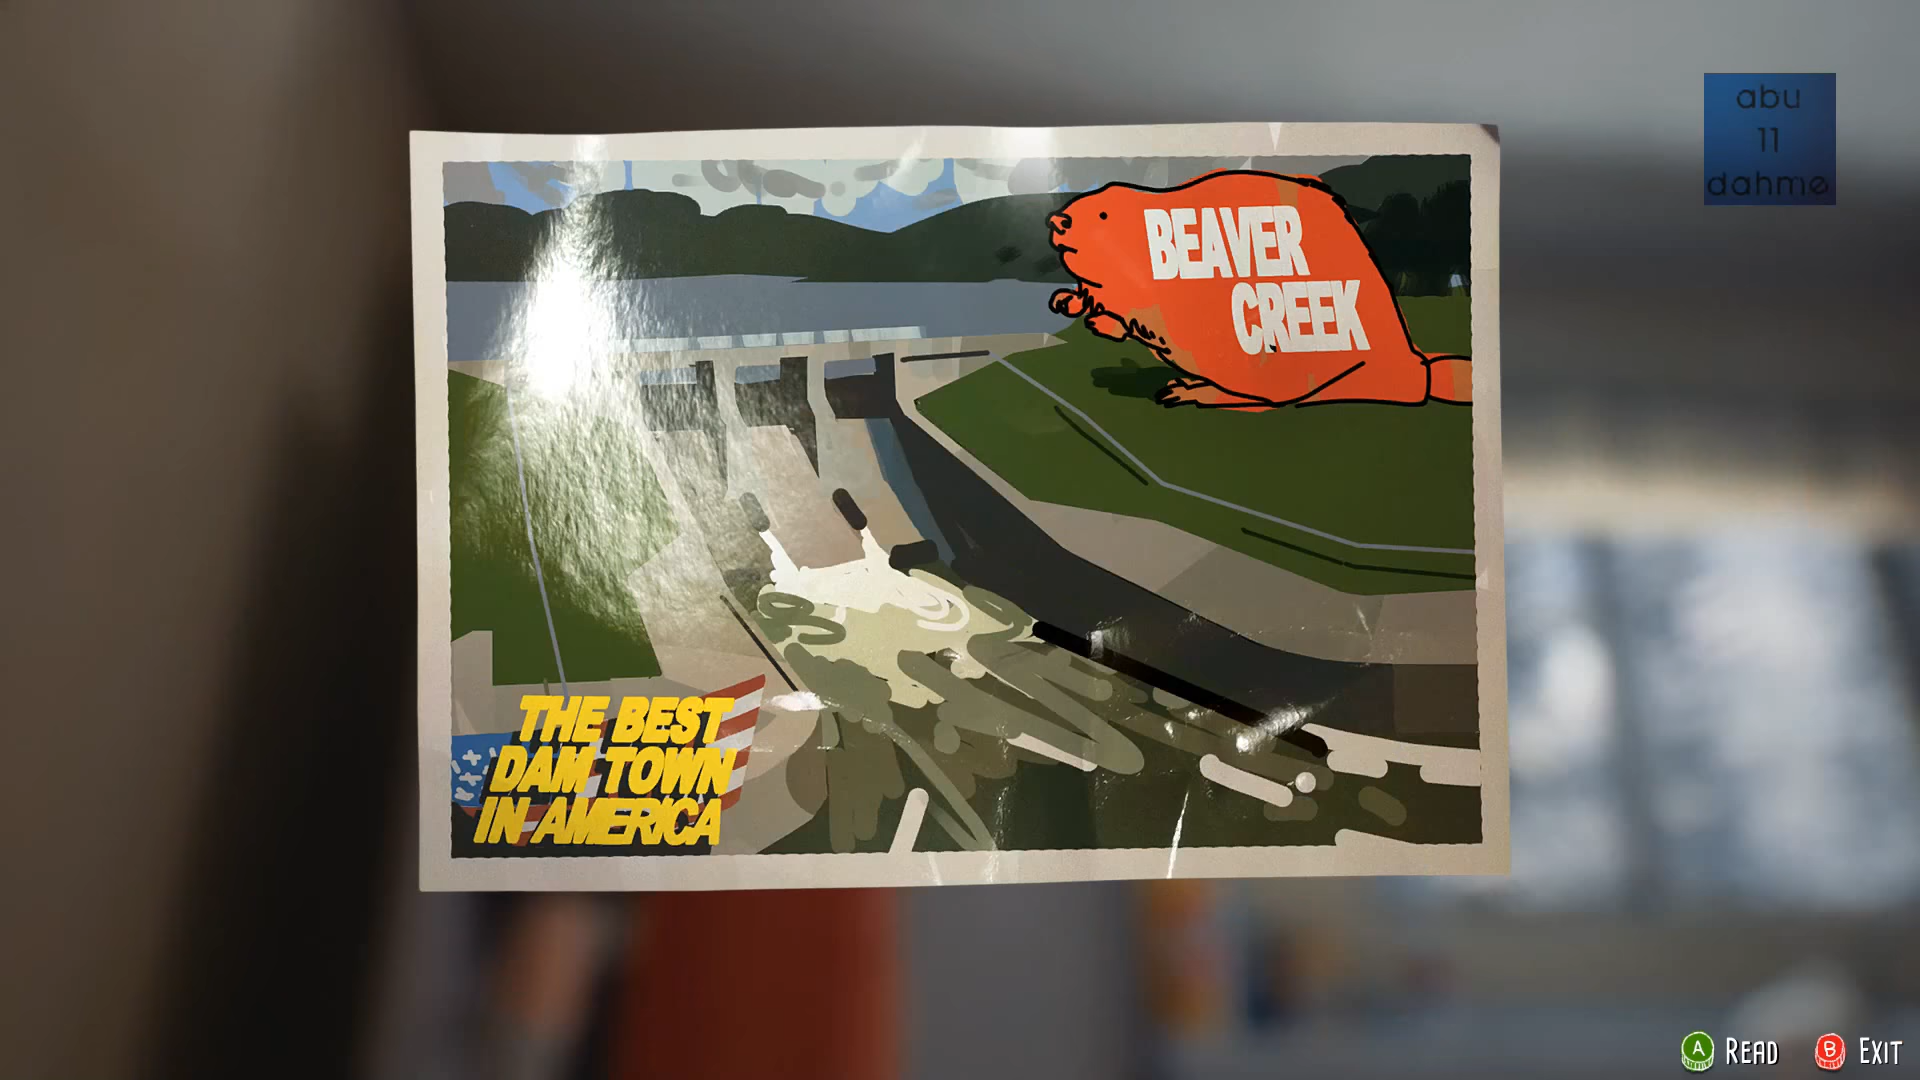 abu
11
dahme
BEAVER
CREEK
THE BEST
DAM TOWN
IN AMERICA
A READ B EXIT